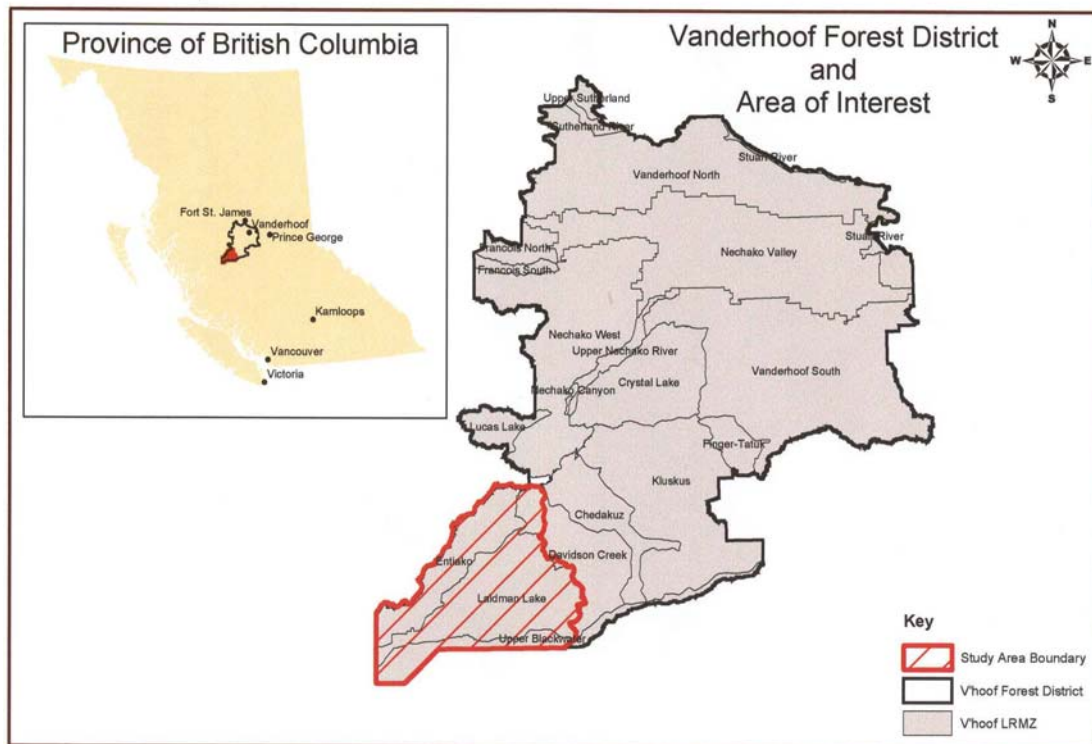 Province of British Columbia
Fort St. James
Vanderhoof
Prince George
Kamloops
Vancouver
Victoria
Vanderhoof Forest District
and
Area of Interest
N
W E
S
Upper Sutherland
Sutherland River
Stuart River
Vanderhoof North
Stuart River
Francois North
Nechako Valley
Francois South
Nechako West
Upper Nechako River
Vanderhoof South
Crystal Lake
Nechako Canyon
Lucas Lake
Finger-Tatuk
Kluskus
Chedakuz
Davidson Creek
Entiako
Laidman Lake
Upper Blackwater
Key
Study Area Boundary
V'hoof Forest District
V'hoof LRMZ